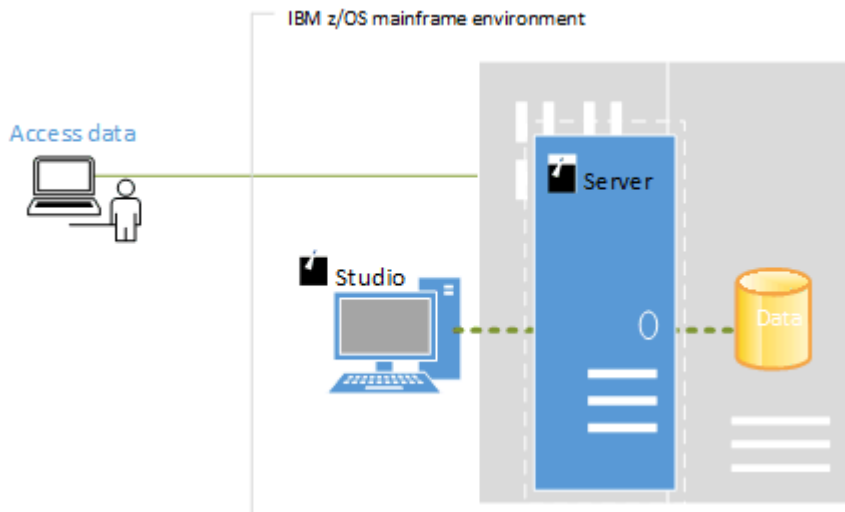 IBM z/OS mainframe environment
Access data
Server
Studio
Data